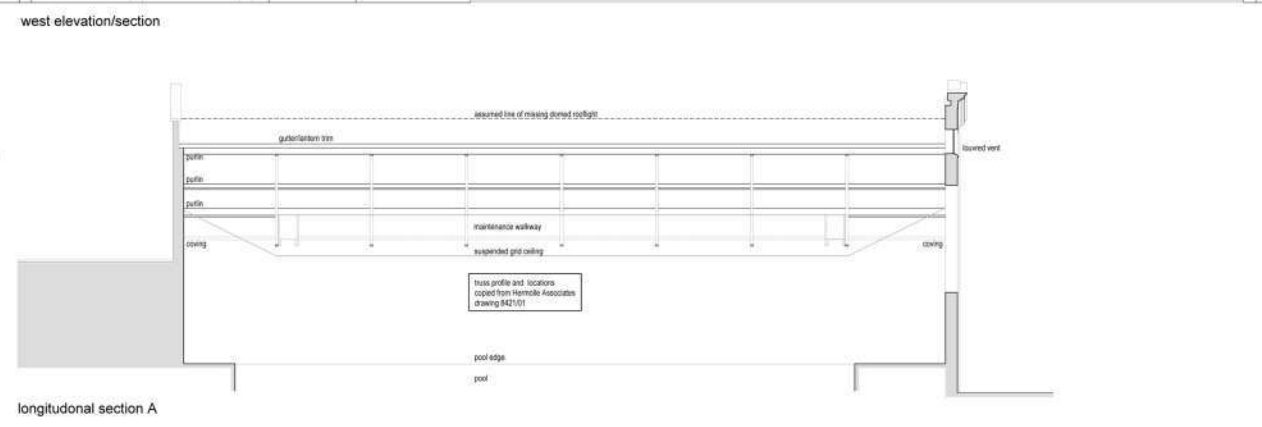 west elevation/section
assumed line of missing domed rooflight
gutter/lantern trim
louvred vent
purlin
purlin
purlin
maintenance walkway
coving
coving
suspended grid ceiling
truss profile and locations
copied from Hermolle Associates
drawing 8421/01
pool edge
pool
longitudonal section A